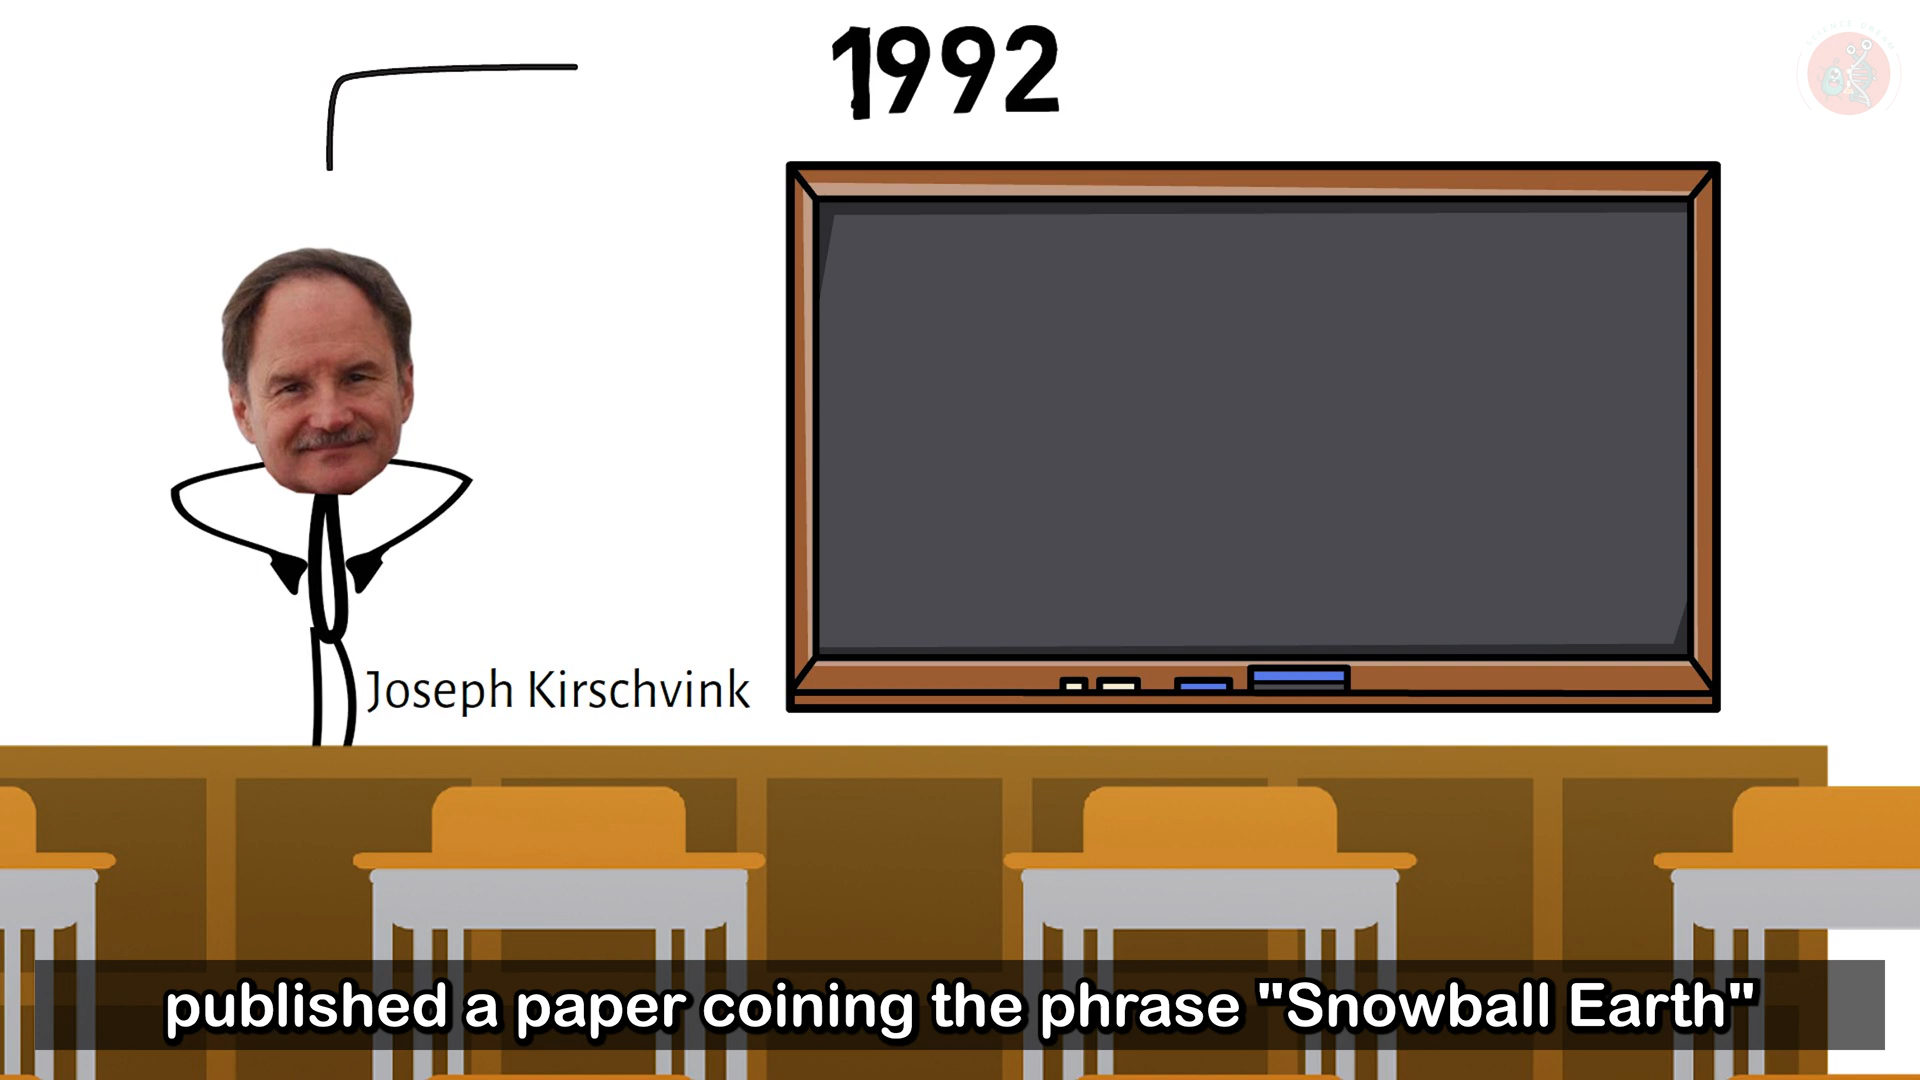 1992
Joseph Kirschvink
published a paper coining the phrase "Snowball Earth"